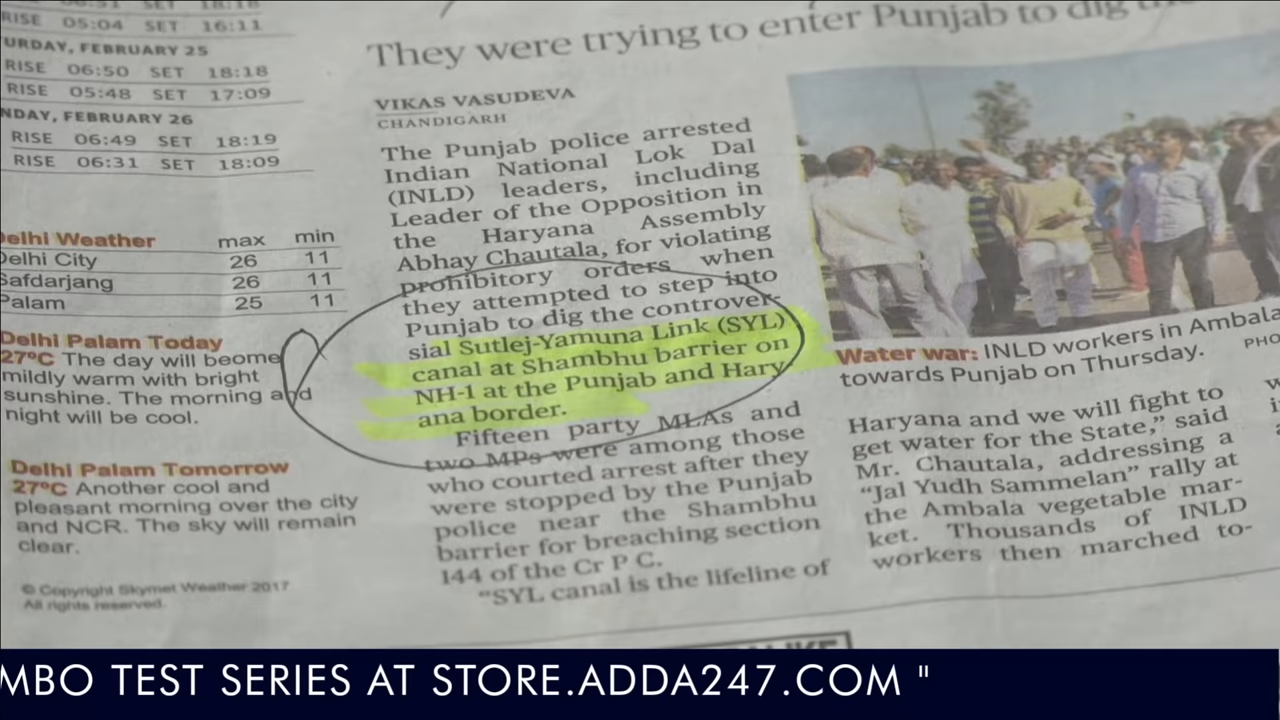 RISE 05:04 SET 16:11
URDAY, FEBRUARY 25
RISE 06:50 SET 18:18
RISE 05:48 SET 17:09
NDAY, FEBRUARY 26
RISE 06:49 SET 18:19
RISE 06:31 SET 18:09
Delhi Weather max min
Delhi City 26 11
Safdarjang 26 11
Palam 25 11
Delhi Palam Today
27ºC The day will beome
mildly warm with bright
sunshine. The morning and
night will be cool.
Delhi Palam Tomorrow
27ºC Another cool and
pleasant morning over the city
and NCR. The sky will remain
clear.
© Copyright Skymet Weather 2017
All rights reserved.
They were trying to enter Punjab to dig
VIKAS VASUDEVA
CHANDIGARH
The Punjab police arrested
Indian National Lok Dal
(INLD) leaders, including
Leader of the Opposition in
the Haryana Assembly
Abhay Chautala, for violating
prohibitory orders when
they attempted to step into
Punjab to dig the controver-
sial Sutlej-Yamuna Link (SYL)
canal at Shambhu barrier on
NH-1 at the Punjab and Hary-
ana border.
Fifteen party MLAs and
two MPs were among those
who courted arrest after they
were stopped by the Punjab
police near the Shambhu
barrier for breaching section
144 of the Cr P C.
"SYL canal is the lifeline of
Water war: INLD workers in Ambala
towards Punjab on Thursday. PHO
Haryana and we will fight to
get water for the State," said
Mr. Chautala, addressing a
"Jal Yudh Sammelan" rally at
the Ambala vegetable mar-
ket. Thousands of INLD
workers then marched to-
MBO TEST SERIES AT STORE.ADDA247.COM "